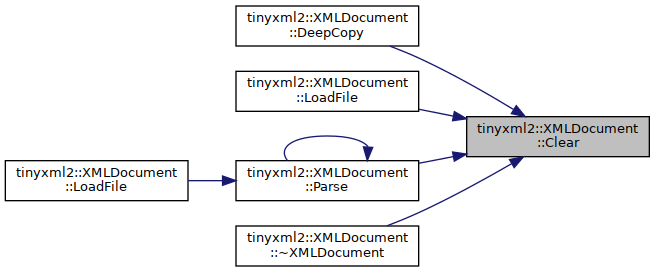 tinyxml2::XMLDocument
::DeepCopy
tinyxml2::XMLDocument
::LoadFile
tinyxml2::XMLDocument
::Clear
tinyxml2::XMLDocument
::LoadFile
tinyxml2::XMLDocument
::Parse
tinyxml2::XMLDocument
::~XMLDocument